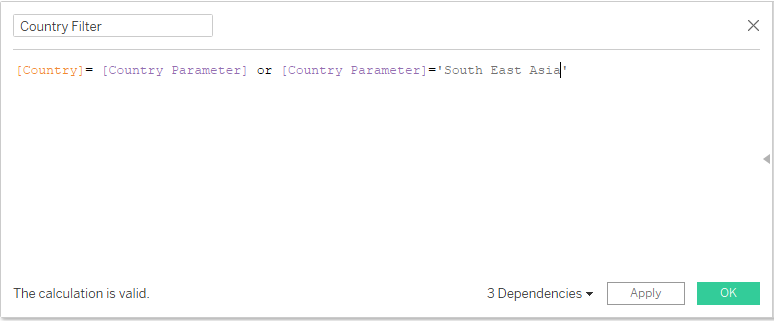 Country Filter
[Country]= [Country Parameter] or [Country Parameter]='South East Asia'
The calculation is valid.
3 Dependencies
Apply
OK